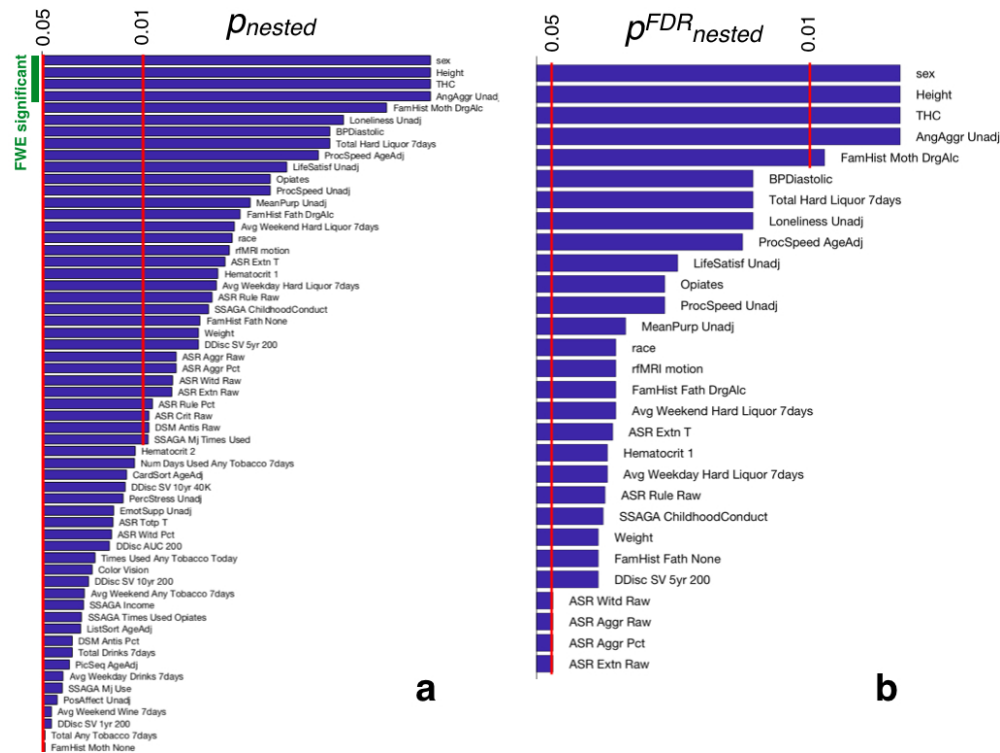 0.05
0.01
p nested
FWE significant
sex
Height
THC
AngAggr Unadj
FamHist Moth DrgAlc
Loneliness Unadj
BPDiastolic
Total Hard Liquor 7days
ProcSpeed AgeAdj
LifeSatisf Unadj
Opiates
ProcSpeed Unadj
MeanPurp Unadj
FamHist Fath DrgAlc
Avg Weekend Hard Liquor 7days
race
rfMRI motion
ASR Extn T
Hematocrit 1
Avg Weekday Hard Liquor 7days
ASR Rule Raw
SSAGA ChildhoodConduct
FamHist Fath None
Weight
DDisc SV 5yr 200
ASR Aggr Raw
ASR Aggr Pct
ASR Witd Raw
ASR Extn Raw
ASR Rule Pct
ASR Crit Raw
DSM Antis Raw
SSAGA Mj Times Used
Hematocrit 2
Num Days Used Any Tobacco 7days
CardSort AgeAdj
DDisc SV 10yr 40K
PercStress Unadj
EmotSupp Unadj
ASR Totp T
ASR Witd Pct
DDisc AUC 200
Times Used Any Tobacco Today
Color Vision
DDisc SV 10yr 200
Avg Weekend Any Tobacco 7days
SSAGA Income
SSAGA Times Used Opiates
ListSort AgeAdj
DSM Antis Pct
Total Drinks 7days
PicSeq AgeAdj
Avg Weekday Drinks 7days
SSAGA Mj Use
PosAffect Unadj
Avg Weekend Wine 7days
DDisc SV 1yr 200
Total Any Tobacco 7days
FamHist Moth None
a
0.05
p FDR nested
0.01
sex
Height
THC
AngAggr Unadj
FamHist Moth DrgAlc
BPDiastolic
Total Hard Liquor 7days
Loneliness Unadj
ProcSpeed AgeAdj
LifeSatisf Unadj
Opiates
ProcSpeed Unadj
MeanPurp Unadj
race
rfMRI motion
FamHist Fath DrgAlc
Avg Weekend Hard Liquor 7days
ASR Extn T
Hematocrit 1
Avg Weekday Hard Liquor 7days
ASR Rule Raw
SSAGA ChildhoodConduct
Weight
FamHist Fath None
DDisc SV 5yr 200
ASR Witd Raw
ASR Aggr Raw
ASR Aggr Pct
ASR Extn Raw
b